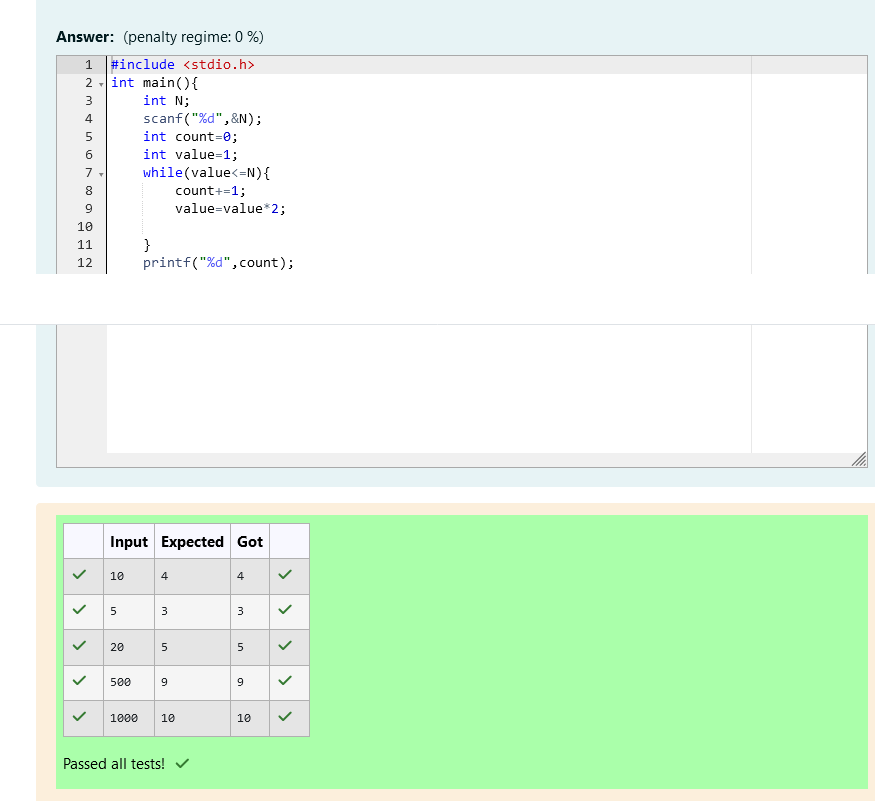 Answer: (penalty regime: 0 %)
1 #include <stdio.h>
2 int main(){
3     int N;
4     scanf("%d",&N);
5     int count=0;
6     int value=1;
7     while(value<=N){
8         count+=1;
9         value=value*2;
10
11     }
12     printf("%d",count);
Input Expected Got
10 4 4
5 3 3
20 5 5
500 9 9
1000 10 10
Passed all tests!